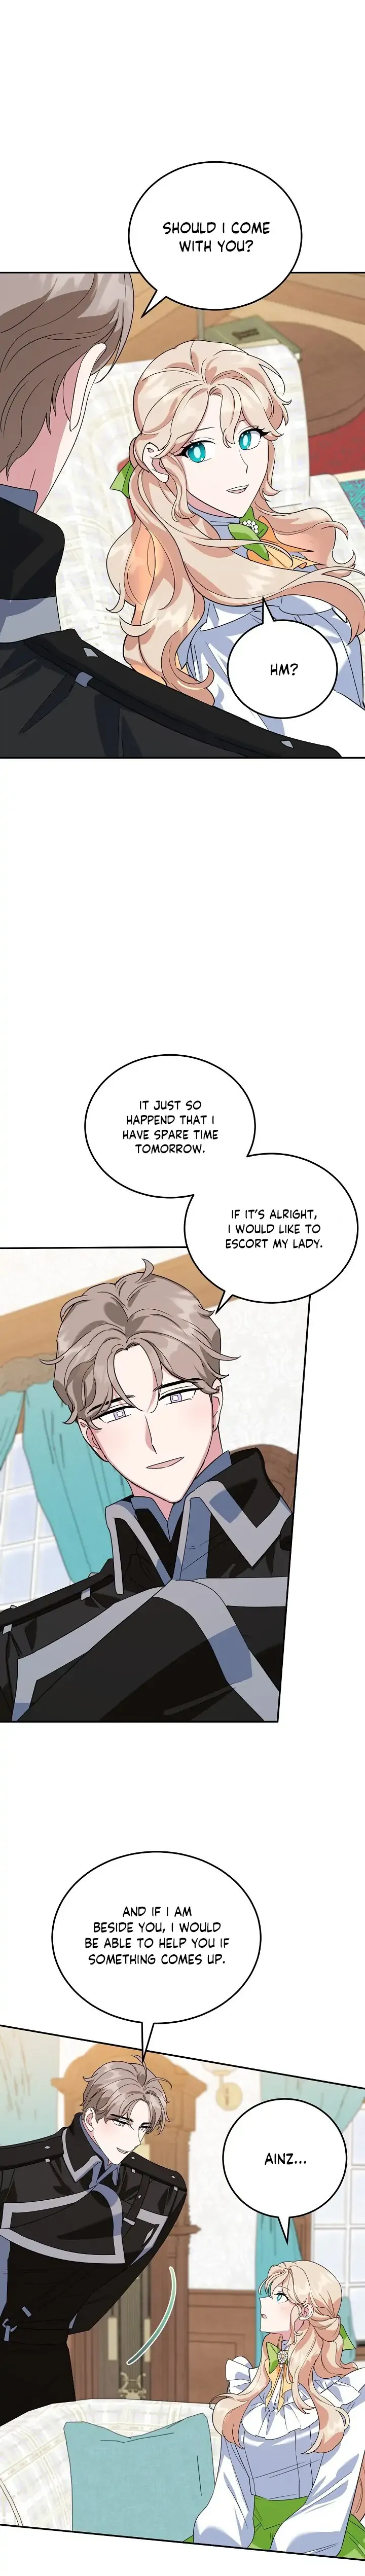 SHOULD I COME
WITH YOU?
HM?
IT JUST SO
HAPPEND THAT I
HAVE SPARE TIME
TOMORROW.
IF IT'S ALRIGHT,
I WOULD LIKE TO
ESCORT MY LADY.
AND IF I AM
BESIDE YOU, I WOULD
BE ABLE TO HELP YOU IF
SOMETHING COMES UP.
AINZ...